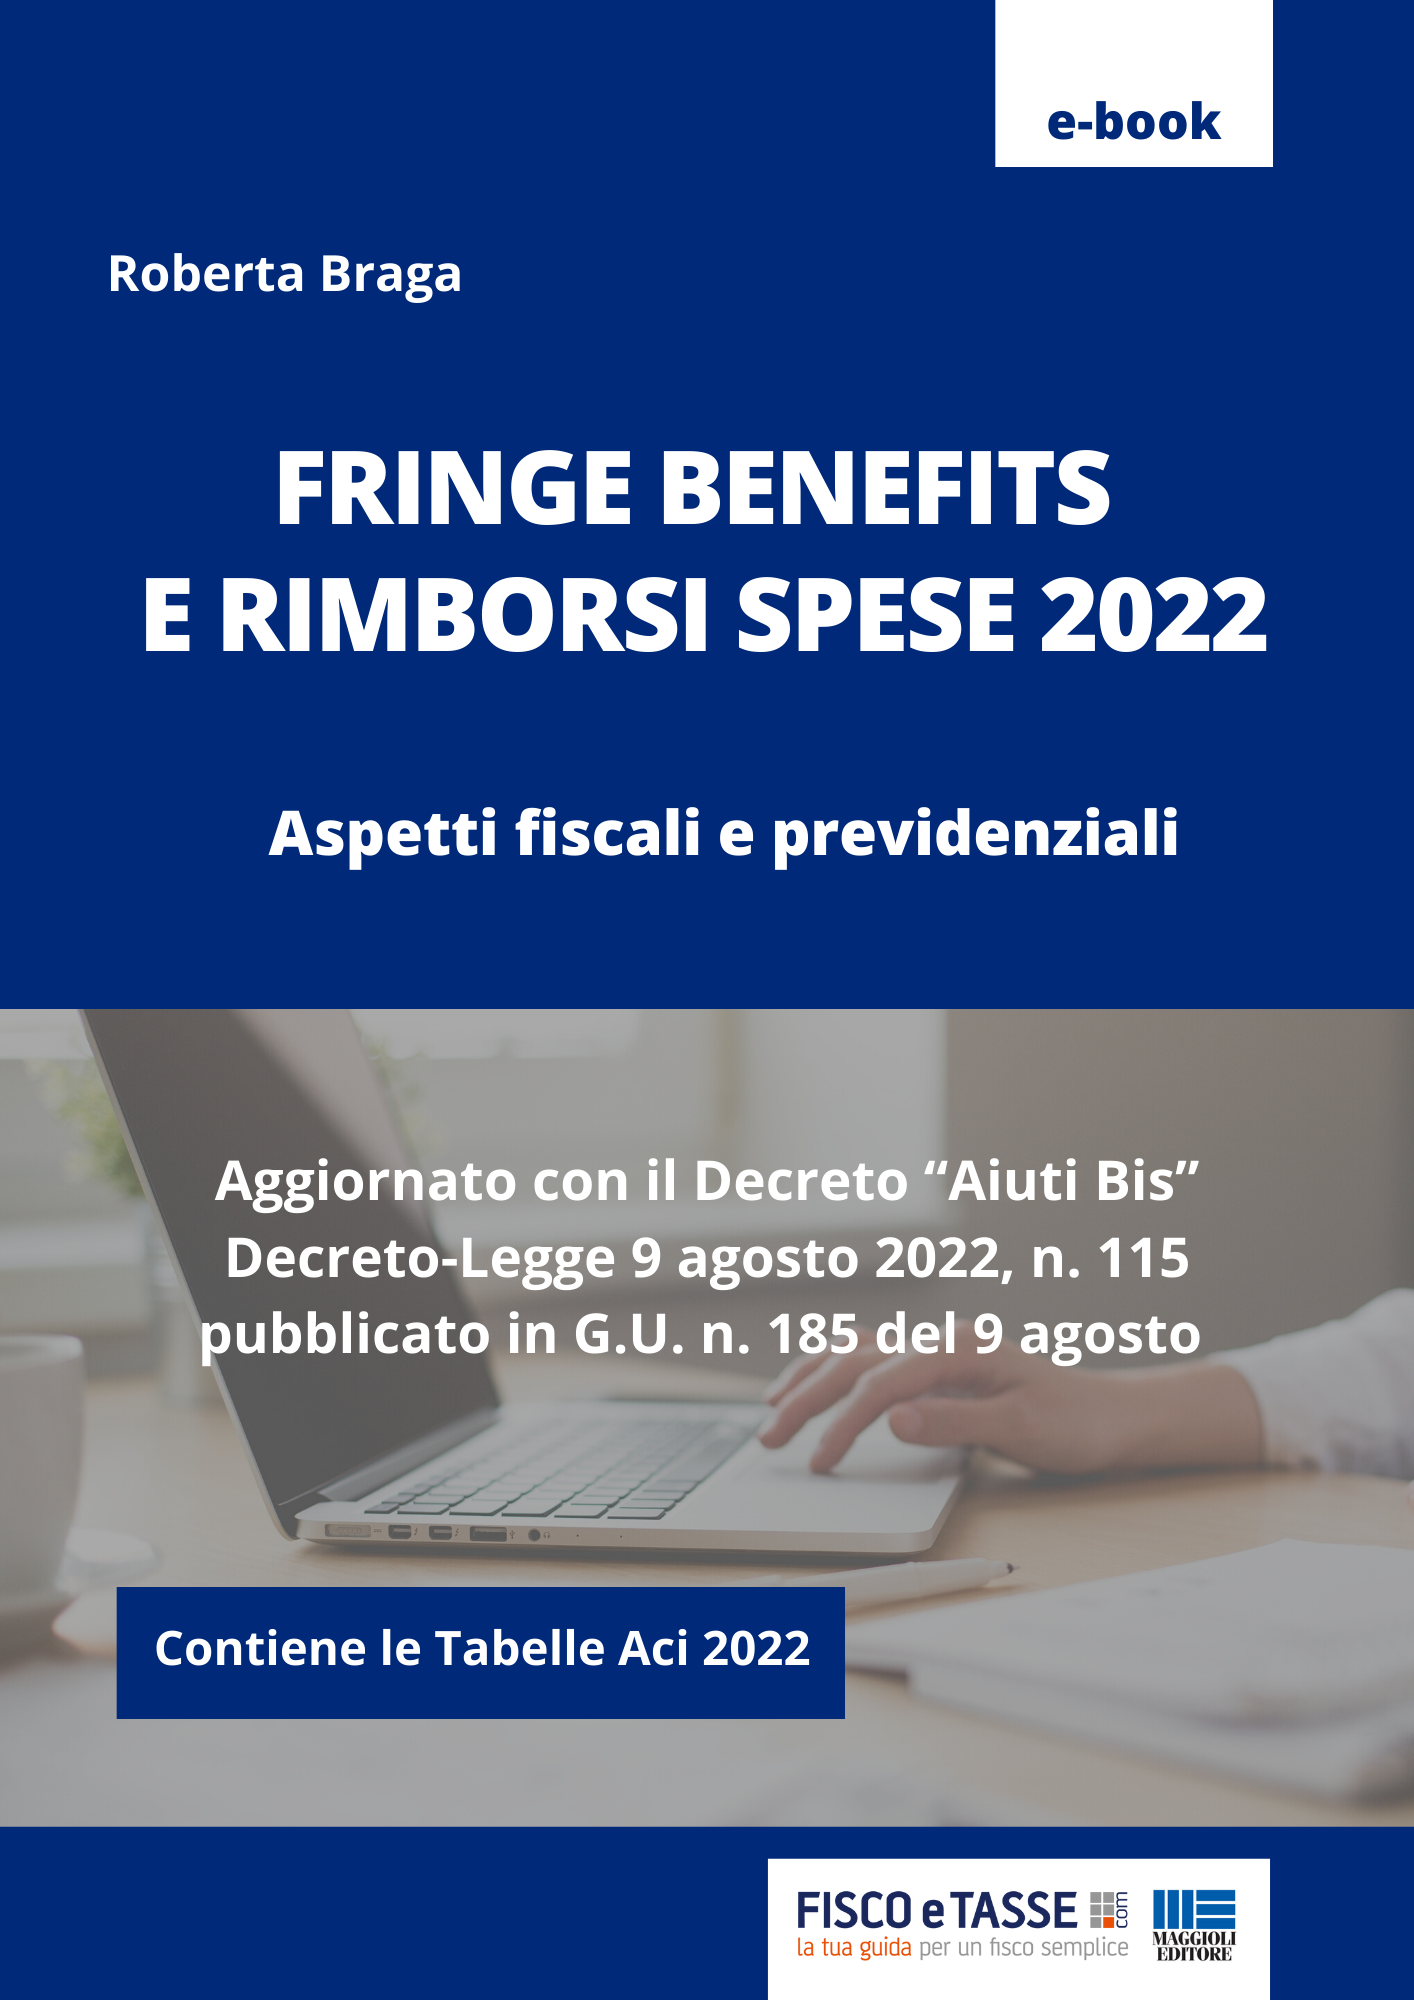 e-book
Roberta Braga
FRINGE BENEFITS
E RIMBORSI SPESE 2022
Aspetti fiscali e previdenziali
Aggiornato con il Decreto “Aiuti Bis”
Decreto-Legge 9 agosto 2022, n. 115
pubblicato in G.U. n. 185 del 9 agosto
Contiene le Tabelle Aci 2022
FISCO e TASSE .com
la tua guida per un fisco semplice
MAGGIOLI
EDITORE